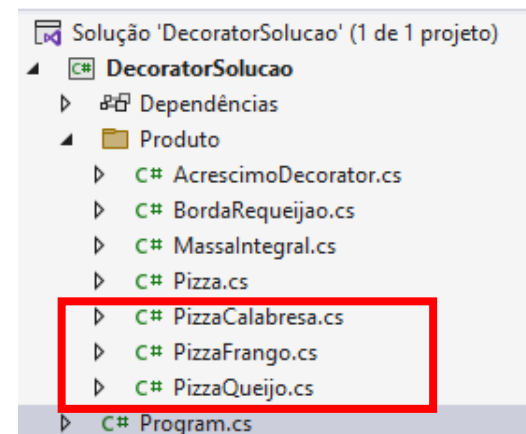 Solução 'DecoratorSolucao' (1 de 1 projeto)
C# DecoratorSolucao
Dependências
Produto
C# AcrescimoDecorator.cs
C# BordaRequeijao.cs
C# MassaIntegral.cs
C# Pizza.cs
C# PizzaCalabresa.cs
C# PizzaFrango.cs
C# PizzaQueijo.cs
C# Program.cs